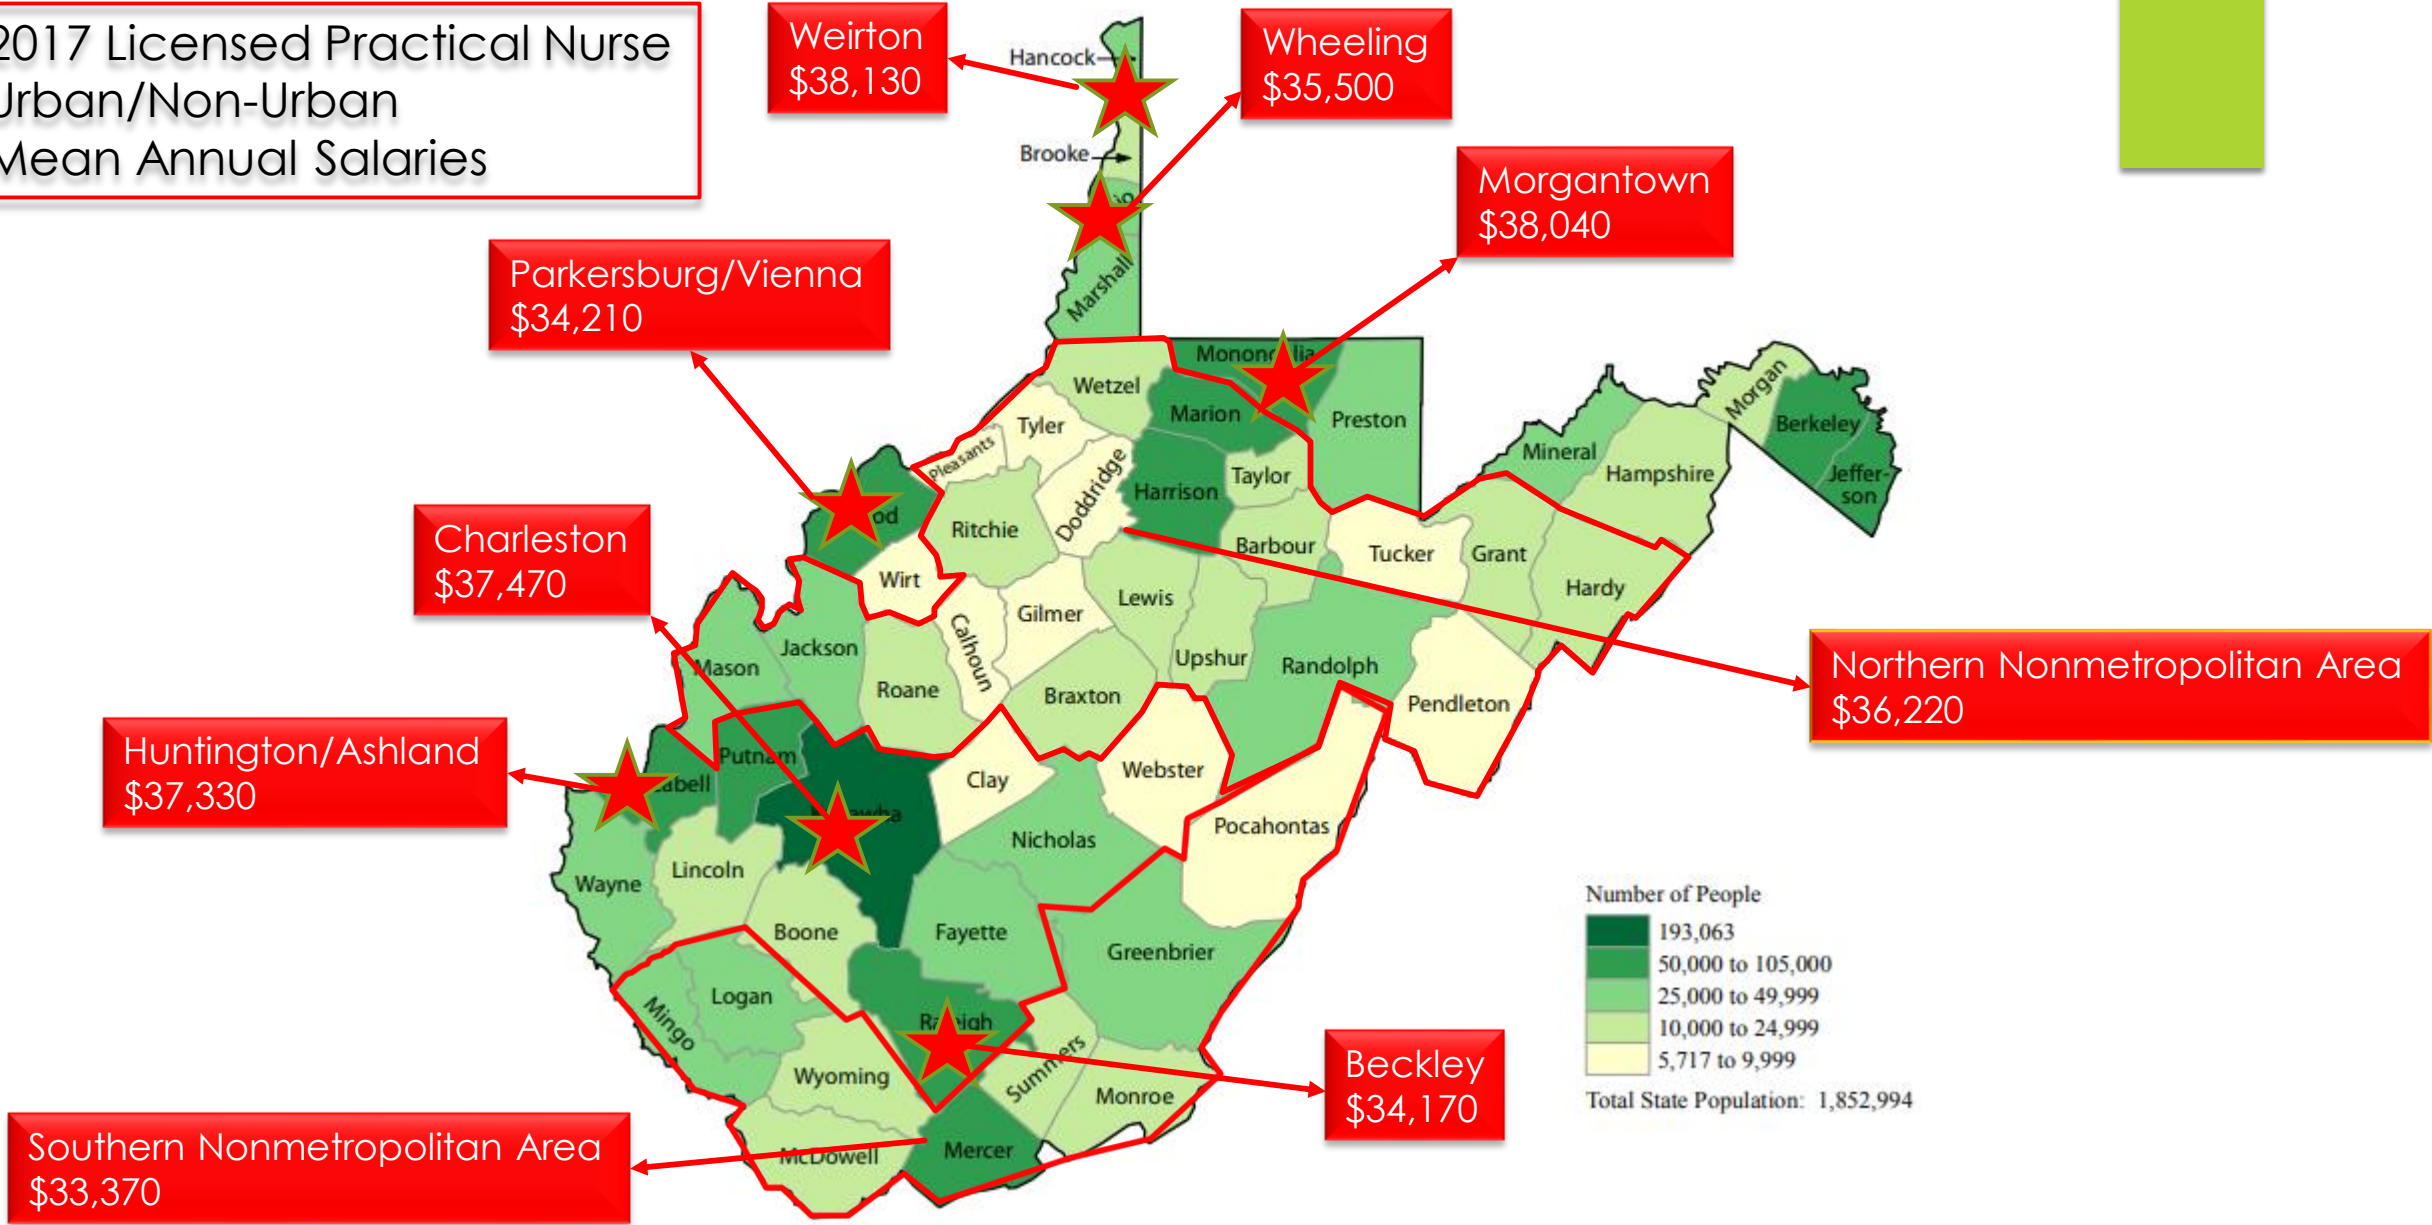 2017 Licensed Practical Nurse
Urban/Non-Urban
Mean Annual Salaries
Weirton
$38,130
Wheeling
$35,500
Morgantown
$38,040
Parkersburg/Vienna
$34,210
Charleston
$37,470
Huntington/Ashland
$37,330
Southern Nonmetropolitan Area
$33,370
Beckley
$34,170
Northern Nonmetropolitan Area
$36,220
Hancock
Brooke
Marshall
Wetzel
Marion
Preston
Tyler
Pleasants
Doddridge
Harrison
Taylor
Ritchie
Barbour
Tucker
Grant
Mineral
Hampshire
Morgan
Berkeley
Jeffer-
son
Hardy
Wirt
Calhoun
Gilmer
Lewis
Upshur
Randolph
Pendleton
Jackson
Mason
Roane
Braxton
Putnam
Clay
Webster
Pocahontas
Nicholas
Lincoln
Wayne
Boone
Fayette
Greenbrier
Logan
Mingo
Wyoming
Summers
Monroe
McDowell
Mercer
Number of People
193,063
50,000 to 105,000
25,000 to 49,999
10,000 to 24,999
5,717 to 9,999
Total State Population: 1,852,994